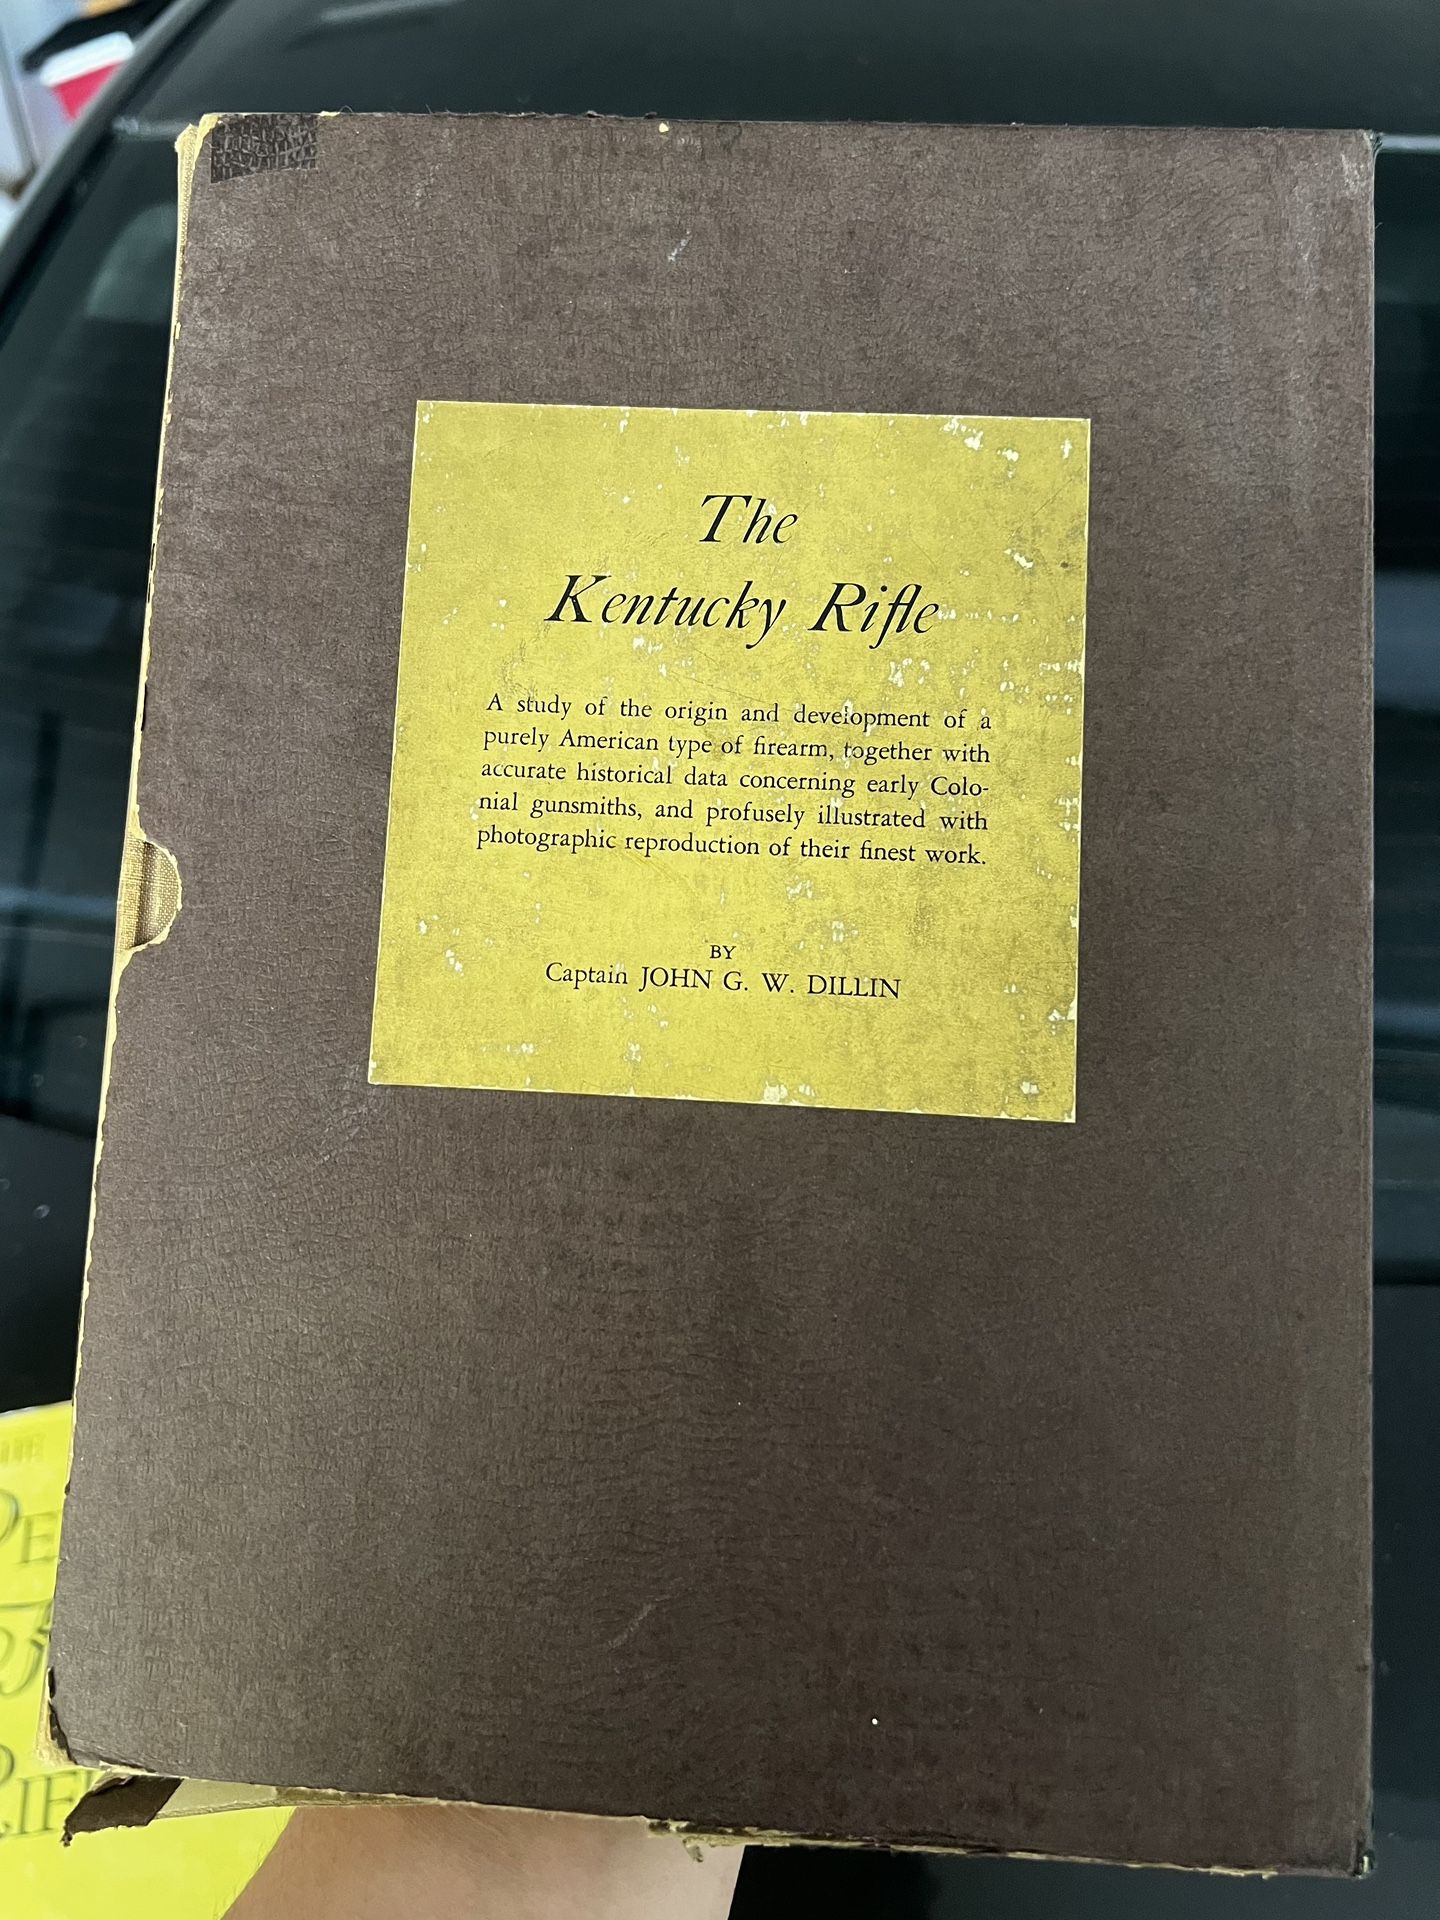 The
Kentucky Rifle
A study of the origin and development of a
purely American type of firearm, together with
accurate historical data concerning early Colo-
nial gunsmiths, and profusely illustrated with
photographic reproduction of their finest work.
BY
Captain JOHN G. W. DILLIN